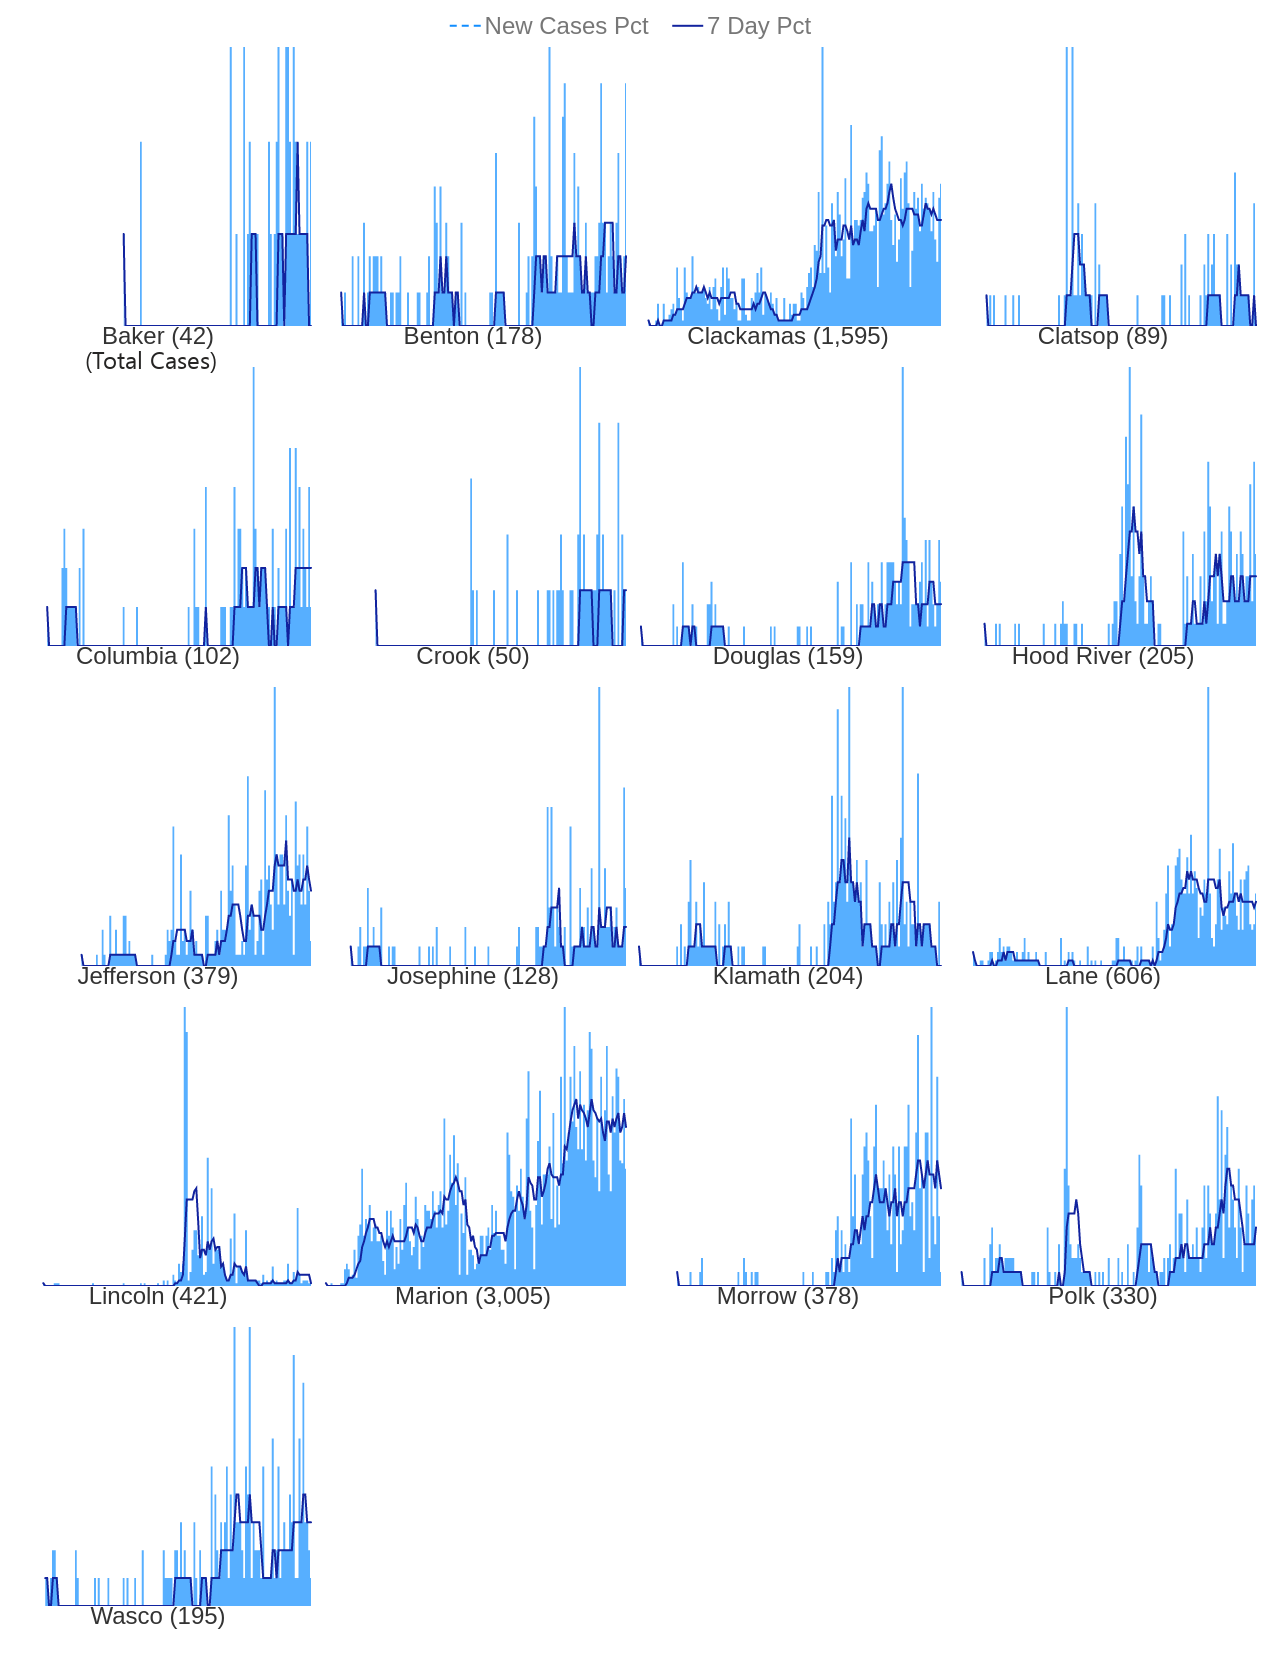 New Cases Pct 7 Day Pct
Baker (42) Benton (178) Clackamas (1,595) Clatsop (89)
(Total Cases)
Columbia (102) Crook (50) Douglas (159) Hood River (205)
Jefferson (379) Josephine (128) Klamath (204) Lane (606)
Lincoln (421) Marion (3,005) Morrow (378) Polk (330)
Wasco (195)